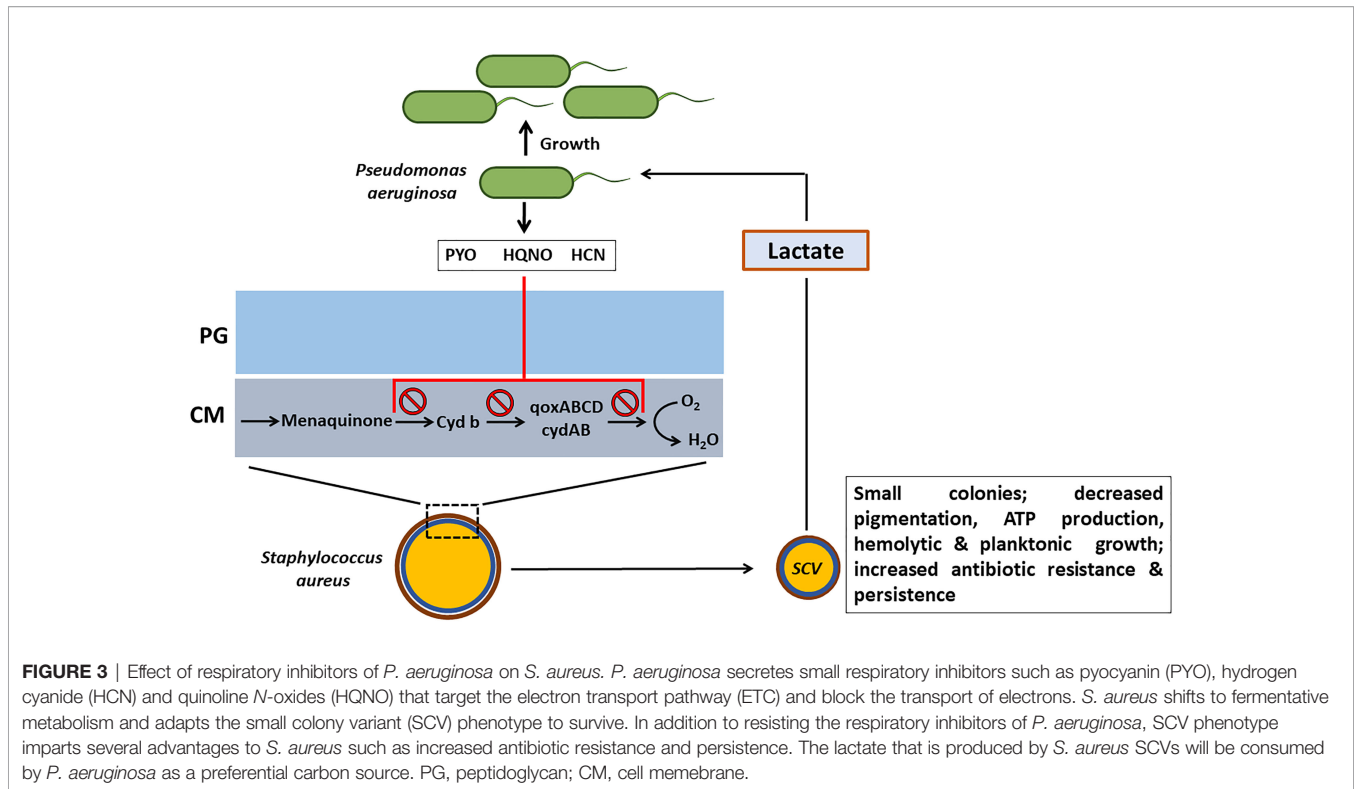 Growth
Pseudomonas
aeruginosa
PYO HQNO HCN
Lactate
PG
CM
Menaquinone
Cyd b
qoxABCD
cydAB
O₂
H₂O
Staphylococcus
aureus
SCV
Small colonies; decreased
pigmentation, ATP production,
hemolytic & planktonic growth;
increased antibiotic resistance &
persistence
FIGURE 3 | Effect of respiratory inhibitors of P. aeruginosa on S. aureus. P. aeruginosa secretes small respiratory inhibitors such as pyocyanin (PYO), hydrogen
cyanide (HCN) and quinoline N-oxides (HQNO) that target the electron transport pathway (ETC) and block the transport of electrons. S. aureus shifts to fermentative
metabolism and adapts the small colony variant (SCV) phenotype to survive. In addition to resisting the respiratory inhibitors of P. aeruginosa, SCV phenotype
imparts several advantages to S. aureus such as increased antibiotic resistance and persistence. The lactate that is produced by S. aureus SCVs will be consumed
by P. aeruginosa as a preferential carbon source. PG, peptidoglycan; CM, cell memebrane.